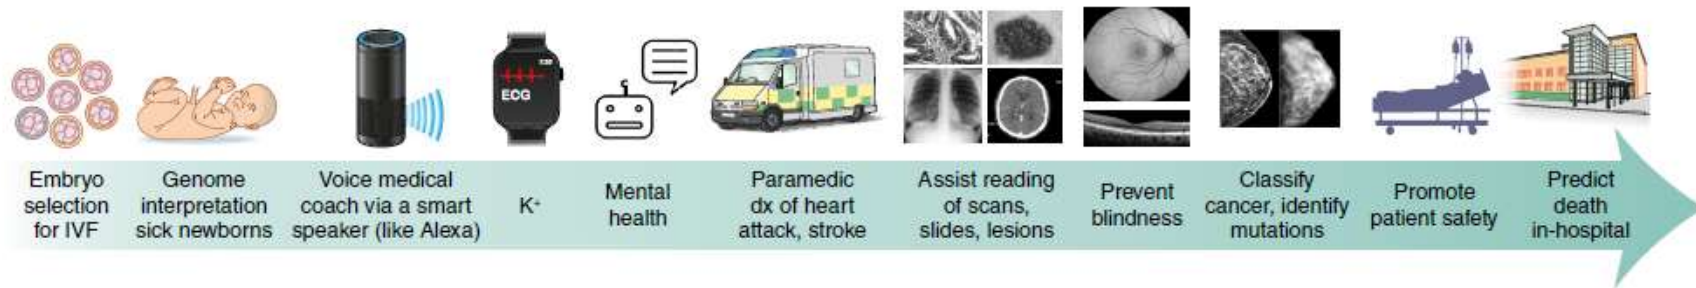 ECG
Embryo
selection
for IVF
Genome
interpretation
sick newborns
Voice medical
coach via a smart
speaker (like Alexa)
K+
Mental
health
Paramedic
dx of heart
attack, stroke
Assist reading
of scans,
slides, lesions
Prevent
blindness
Classify
cancer, identify
mutations
Promote
patient safety
Predict
death
in-hospital